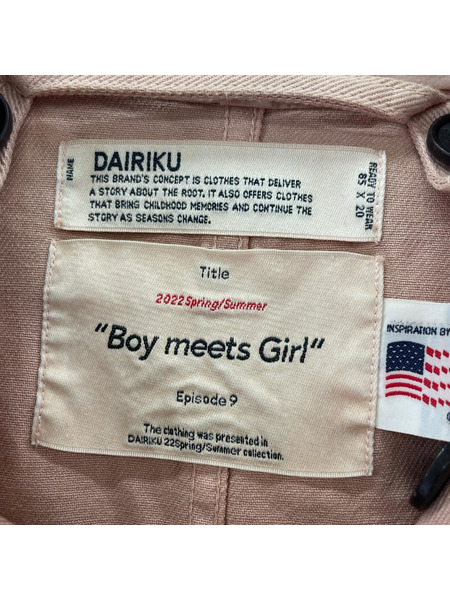 NAME
DAIRIKU
THIS BRAND'S CONCEPT IS CLOTHES THAT DELIVER
A STORY ABOUT THE ROOT. IT ALSO OFFERS CLOTHES
THAT BRING CHILDHOOD MEMORIES AND CONTINUE THE
STORY AS SEASONS CHANGE.
READY TO WEAR
85 X 20
Title
2022 Spring/Summer
"Boy meets Girl"
Episode 9
The clothing was presented in
DAIRIKU 22Spring/Summer collection.
INSPIRATION BY